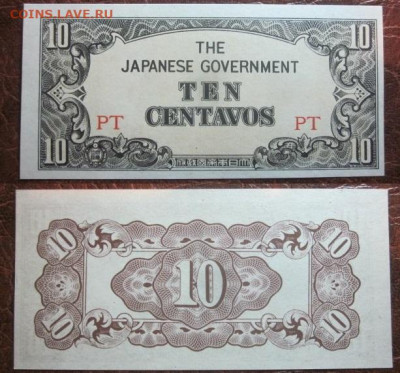 COINS.LAVE.RU
10 10
THE
JAPANESE GOVERNMENT
TEN
PT CENTAVOS PT
10 10
10 10
10
10 10